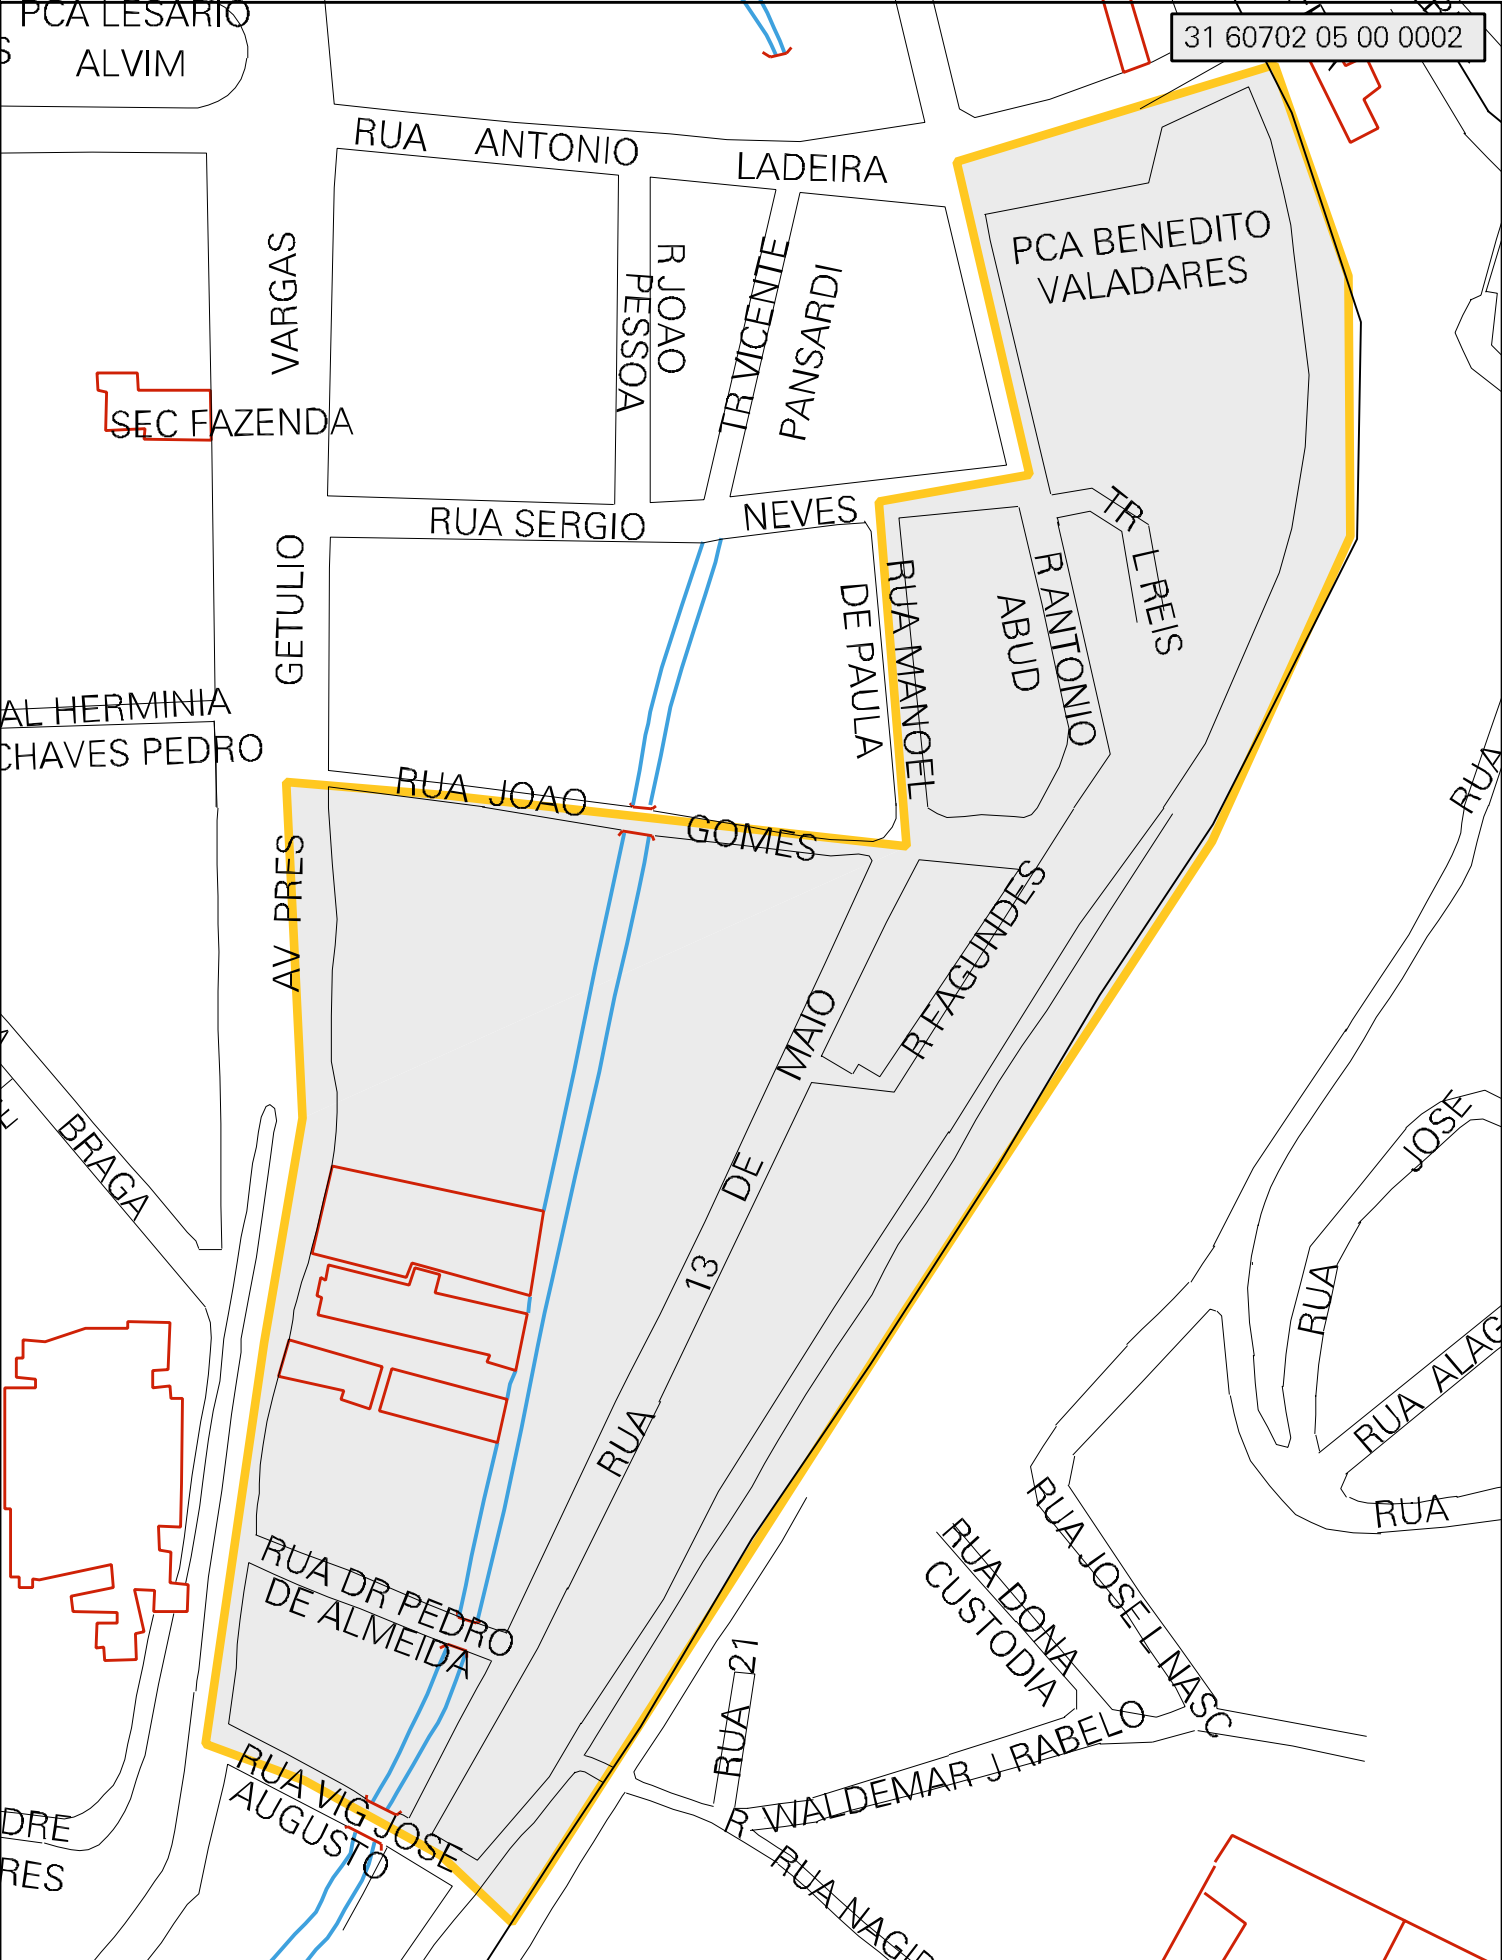 PCA LESARIO
ALVIM
S
31 60702 05 00 0002
RUA ANTONIO LADEIRA
PCA BENEDITO
VALADARES
VARGAS
R JOAO
PESSOA
TR VICENTE
PANSARDI
SEC FAZENDA
RUA SERGIO NEVES
TR L REIS
GETULIO
DE PAULA
RUA MANOEL
ABUD
R ANTONIO
AL HERMINIA
CHAVES PEDRO
RUA JOAO GOMES
RUA
AV PRES
R FAGUNDES
MAIO
DE
13
RUA
BRAGA
JOSE
RUA
RUA ALAG
RUA
RUA DR PEDRO
DE ALMEIDA
RUA JOSE L NASC
RUA DONA
CUSTODIA
RUA 21
R WALDEMAR J RABELO
RUA VIG JOSE
AUGUSTO
DRE
RES
RUA NAGIB